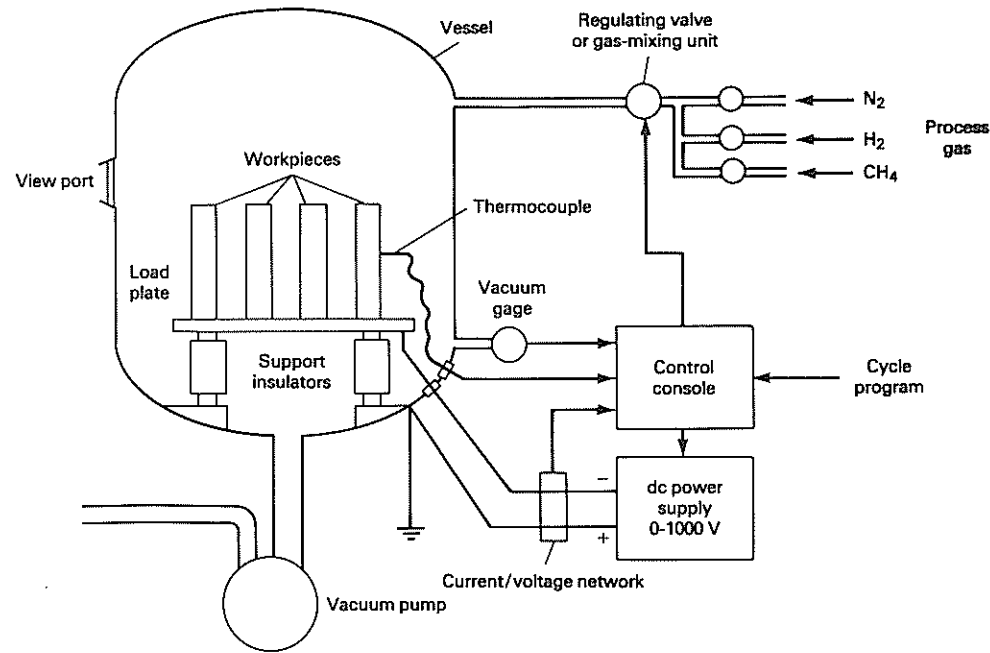 Vessel
Regulating valve
or gas-mixing unit
N2
H2
CH4
Process
gas
View port
Workpieces
Thermocouple
Load
plate
Vacuum
gage
Support
insulators
Control
console
Cycle
program
−
+
dc power
supply
0-1000 V
Current/voltage network
Vacuum pump